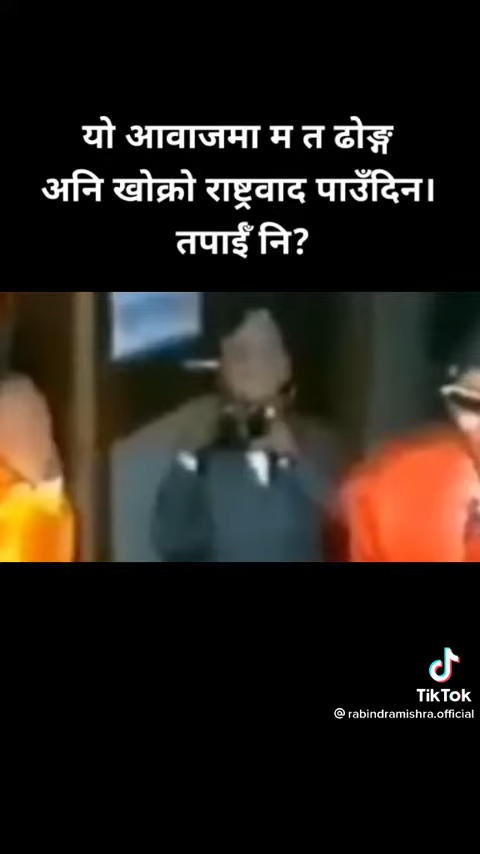 यो आवाजमा म त ढोङ्ग
अनि खोक्रो राष्ट्रवाद पाउँदिन।
तपाईँ नि?
TikTok
@rabindramishra.official